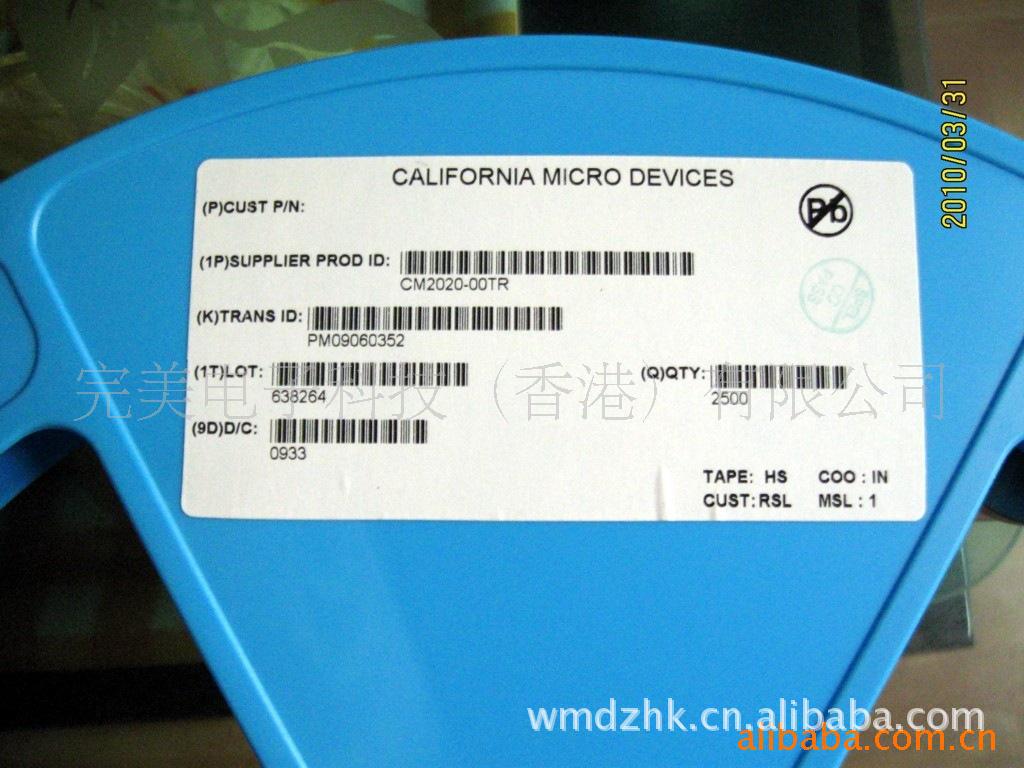 CALIFORNIA MICRO DEVICES
(P)CUST P/N:
Pb
(1P)SUPPLIER PROD ID:
CM2020-00TR
(K)TRANS ID:
PM09060352
(1T)LOT:
638264
(Q)QTY:
2500
(9D)D/C:
0933
TAPE: HS COO : IN
CUST: RSL MSL : 1
2010/03/31
完美电子科技（香港）有限公司
wmdzhk.cn.alibaba.com
alibaba.com.cn